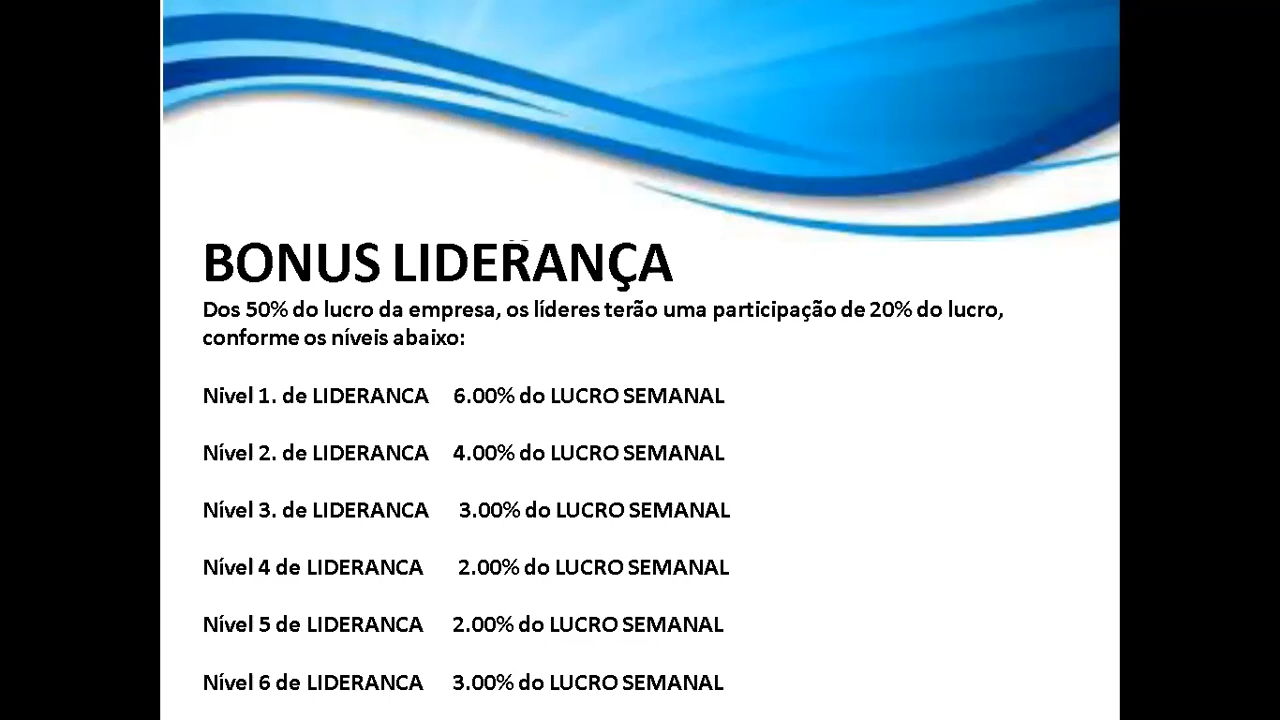 BONUS LIDERANÇA
Dos 50% do lucro da empresa, os líderes terão uma participação de 20% do lucro,
conforme os níveis abaixo:
Nivel 1. de LIDERANCA 6.00% do LUCRO SEMANAL
Nível 2. de LIDERANCA 4.00% do LUCRO SEMANAL
Nível 3. de LIDERANCA 3.00% do LUCRO SEMANAL
Nível 4 de LIDERANCA 2.00% do LUCRO SEMANAL
Nível 5 de LIDERANCA 2.00% do LUCRO SEMANAL
Nível 6 de LIDERANCA 3.00% do LUCRO SEMANAL